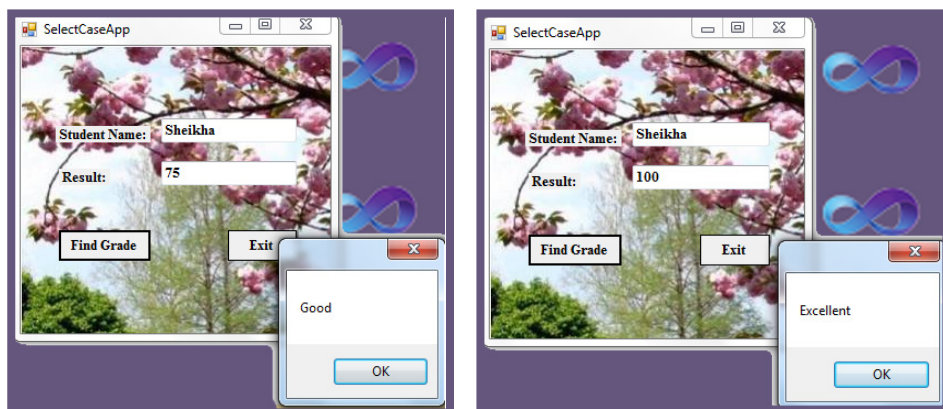 SelectCaseApp
Student Name: Sheikha
Result: 75
Find Grade Exit
Good
OK
SelectCaseApp
Student Name: Sheikha
Result: 100
Find Grade Exit
Excellent
OK